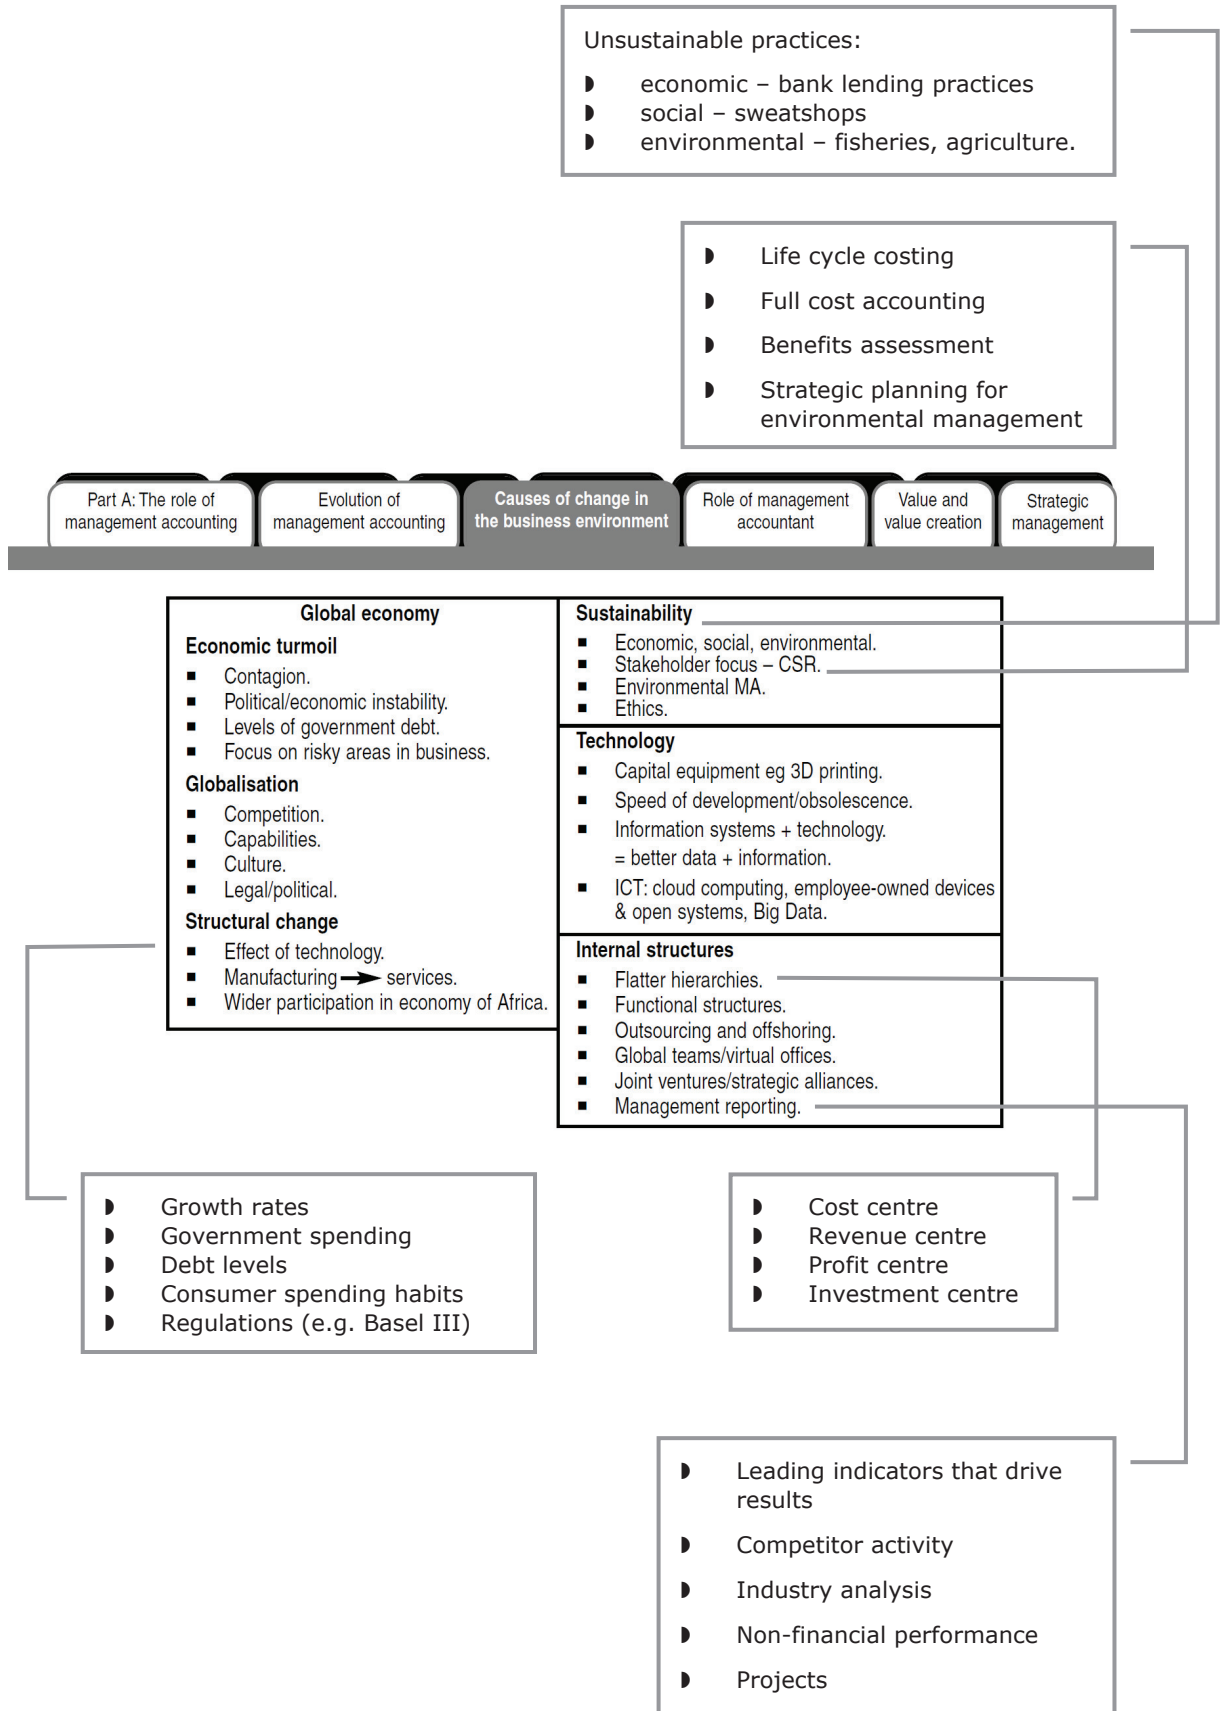 Unsustainable practices:
◗ economic – bank lending practices
◗ social – sweatshops
◗ environmental – fisheries, agriculture.
◗ Life cycle costing
◗ Full cost accounting
◗ Benefits assessment
◗ Strategic planning for
environmental management
Part A: The role of
management accounting
Evolution of
management accounting
Causes of change in
the business environment
Role of management
accountant
Value and
value creation
Strategic
management
Global economy
Economic turmoil
■ Contagion.
■ Political/economic instability.
■ Levels of government debt.
■ Focus on risky areas in business.
Globalisation
■ Competition.
■ Capabilities.
■ Culture.
■ Legal/political.
Structural change
■ Effect of technology.
■ Manufacturing → services.
■ Wider participation in economy of Africa.
Sustainability
■ Economic, social, environmental.
■ Stakeholder focus – CSR.
■ Environmental MA.
■ Ethics.
Technology
■ Capital equipment eg 3D printing.
■ Speed of development/obsolescence.
■ Information systems + technology.
= better data + information.
■ ICT: cloud computing, employee-owned devices
& open systems, Big Data.
Internal structures
■ Flatter hierarchies.
■ Functional structures.
■ Outsourcing and offshoring.
■ Global teams/virtual offices.
■ Joint ventures/strategic alliances.
■ Management reporting.
◗ Growth rates
◗ Government spending
◗ Debt levels
◗ Consumer spending habits
◗ Regulations (e.g. Basel III)
◗ Cost centre
◗ Revenue centre
◗ Profit centre
◗ Investment centre
◗ Leading indicators that drive
results
◗ Competitor activity
◗ Industry analysis
◗ Non-financial performance
◗ Projects